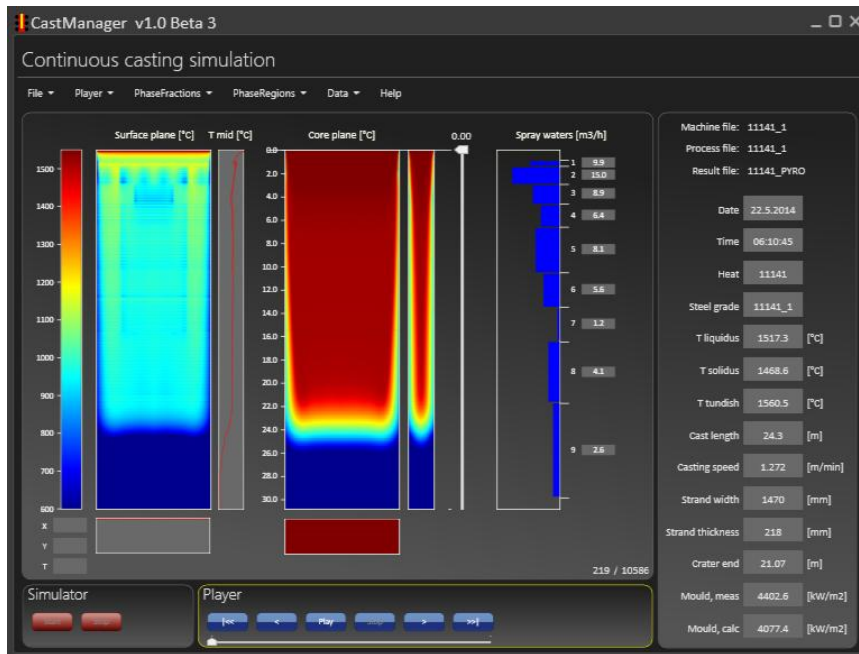 CastManager v1.0 Beta 3
Continuous casting simulation
File Player PhaseFractions PhaseRegions Data Help
Surface plane [°C] T mid [°C] Core plane [°C] 0.00 Spray waters [m3/h]
1500
1400
1300
1200
1100
1000
900
800
700
600
0.0
2.0
4.0
6.0
8.0
10.0
12.0
14.0
16.0
18.0
20.0
22.0
24.0
26.0
28.0
30.0
1 9.9
2 15.0
3 8.9
4 6.4
5 8.1
6 5.6
7 1.2
8 4.1
9 2.6
X
Y
T
219 / 10586
Machine file: 11141_1
Process file: 11141_1
Result file: 11141_PYRO
Date 22.5.2014
Time 06:10:45
Heat 11141
Steel grade 11141_1
T liquidus 1517.3 [°C]
T solidus 1468.6 [°C]
T tundish 1560.5 [°C]
Cast length 24.3 [m]
Casting speed 1.272 [m/min]
Strand width 1470 [mm]
Strand thickness 218 [mm]
Crater end 21.07 [m]
Mould, meas 4402.6 [kW/m2]
Mould, calc 4077.4 [kW/m2]
Simulator
Player
|<< < Play > >>|